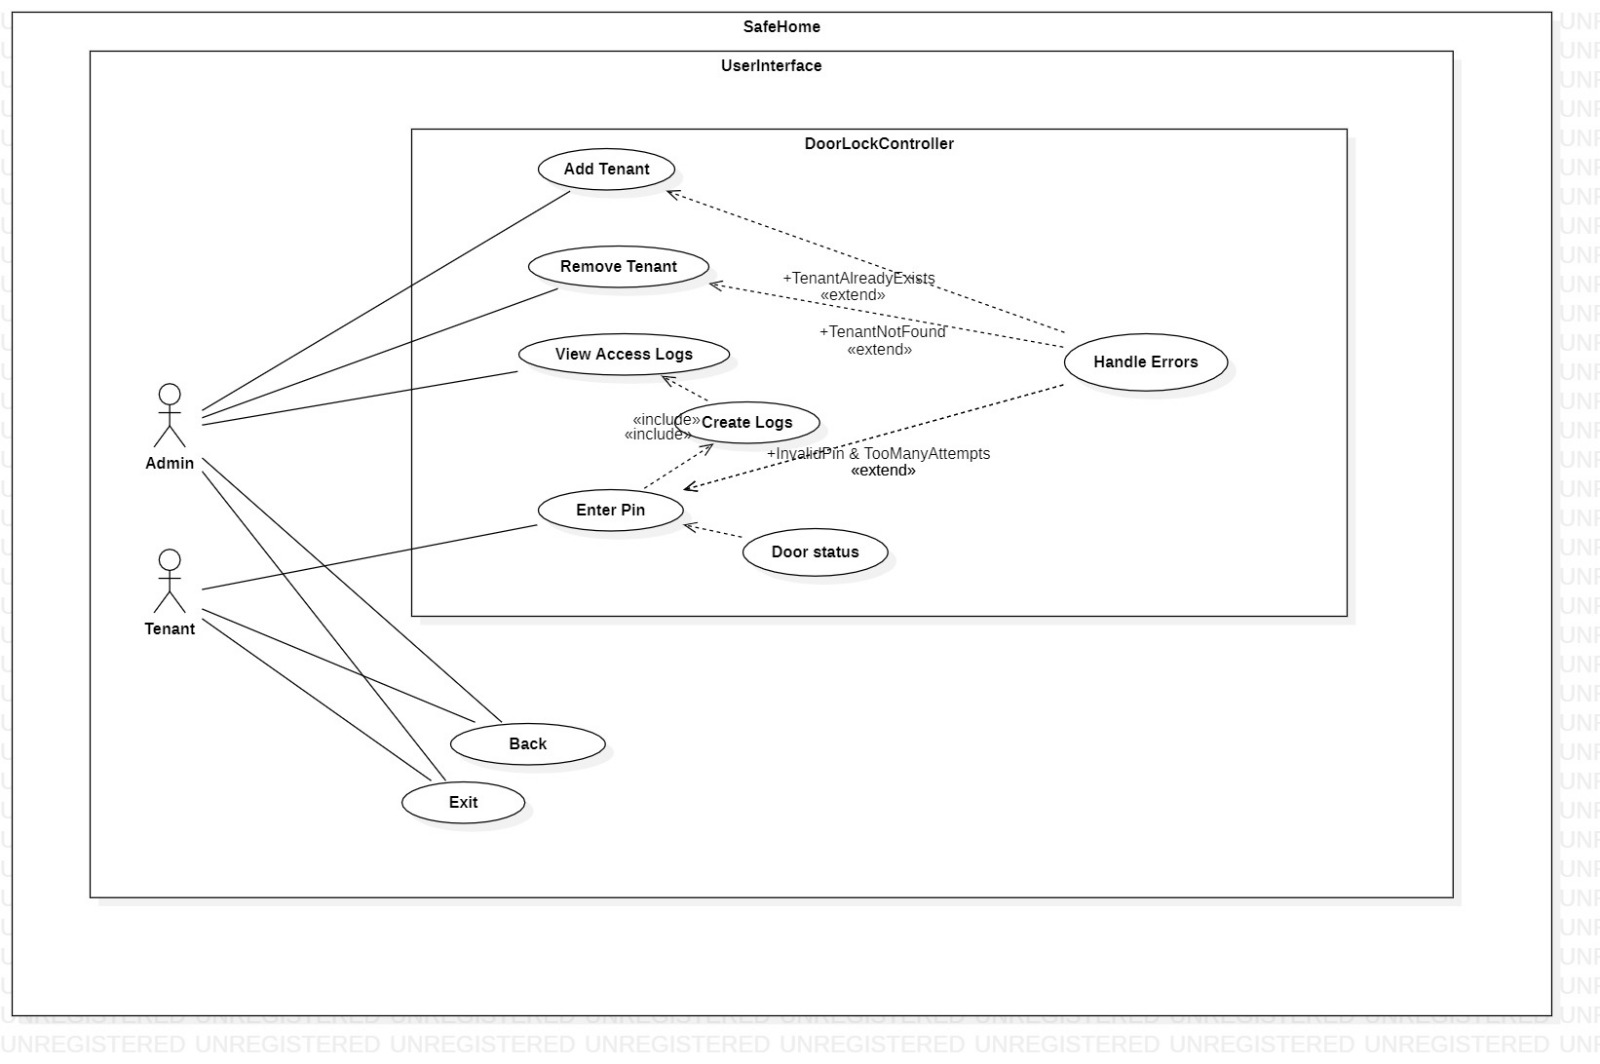 SafeHome
UserInterface
DoorLockController
Add Tenant
Remove Tenant
+TenantAlreadyExists
«extend»
+TenantNotFound
«extend»
View Access Logs
Handle Errors
«include»
Create Logs
«include»
+InvalidPin & TooManyAttempts
«extend»
Admin
Enter Pin
Door status
Tenant
Back
Exit
UNREGISTERED UNREGISTERED UNREGISTERED UNREGISTERED UNREGISTERED UNREGISTERED UNREGISTERED UNREGISTERED
UNREGISTERED UNREGISTERED UNREGISTERED UNREGISTERED UNREGISTERED UNREGISTERED UNREGISTERED UNREGISTERED